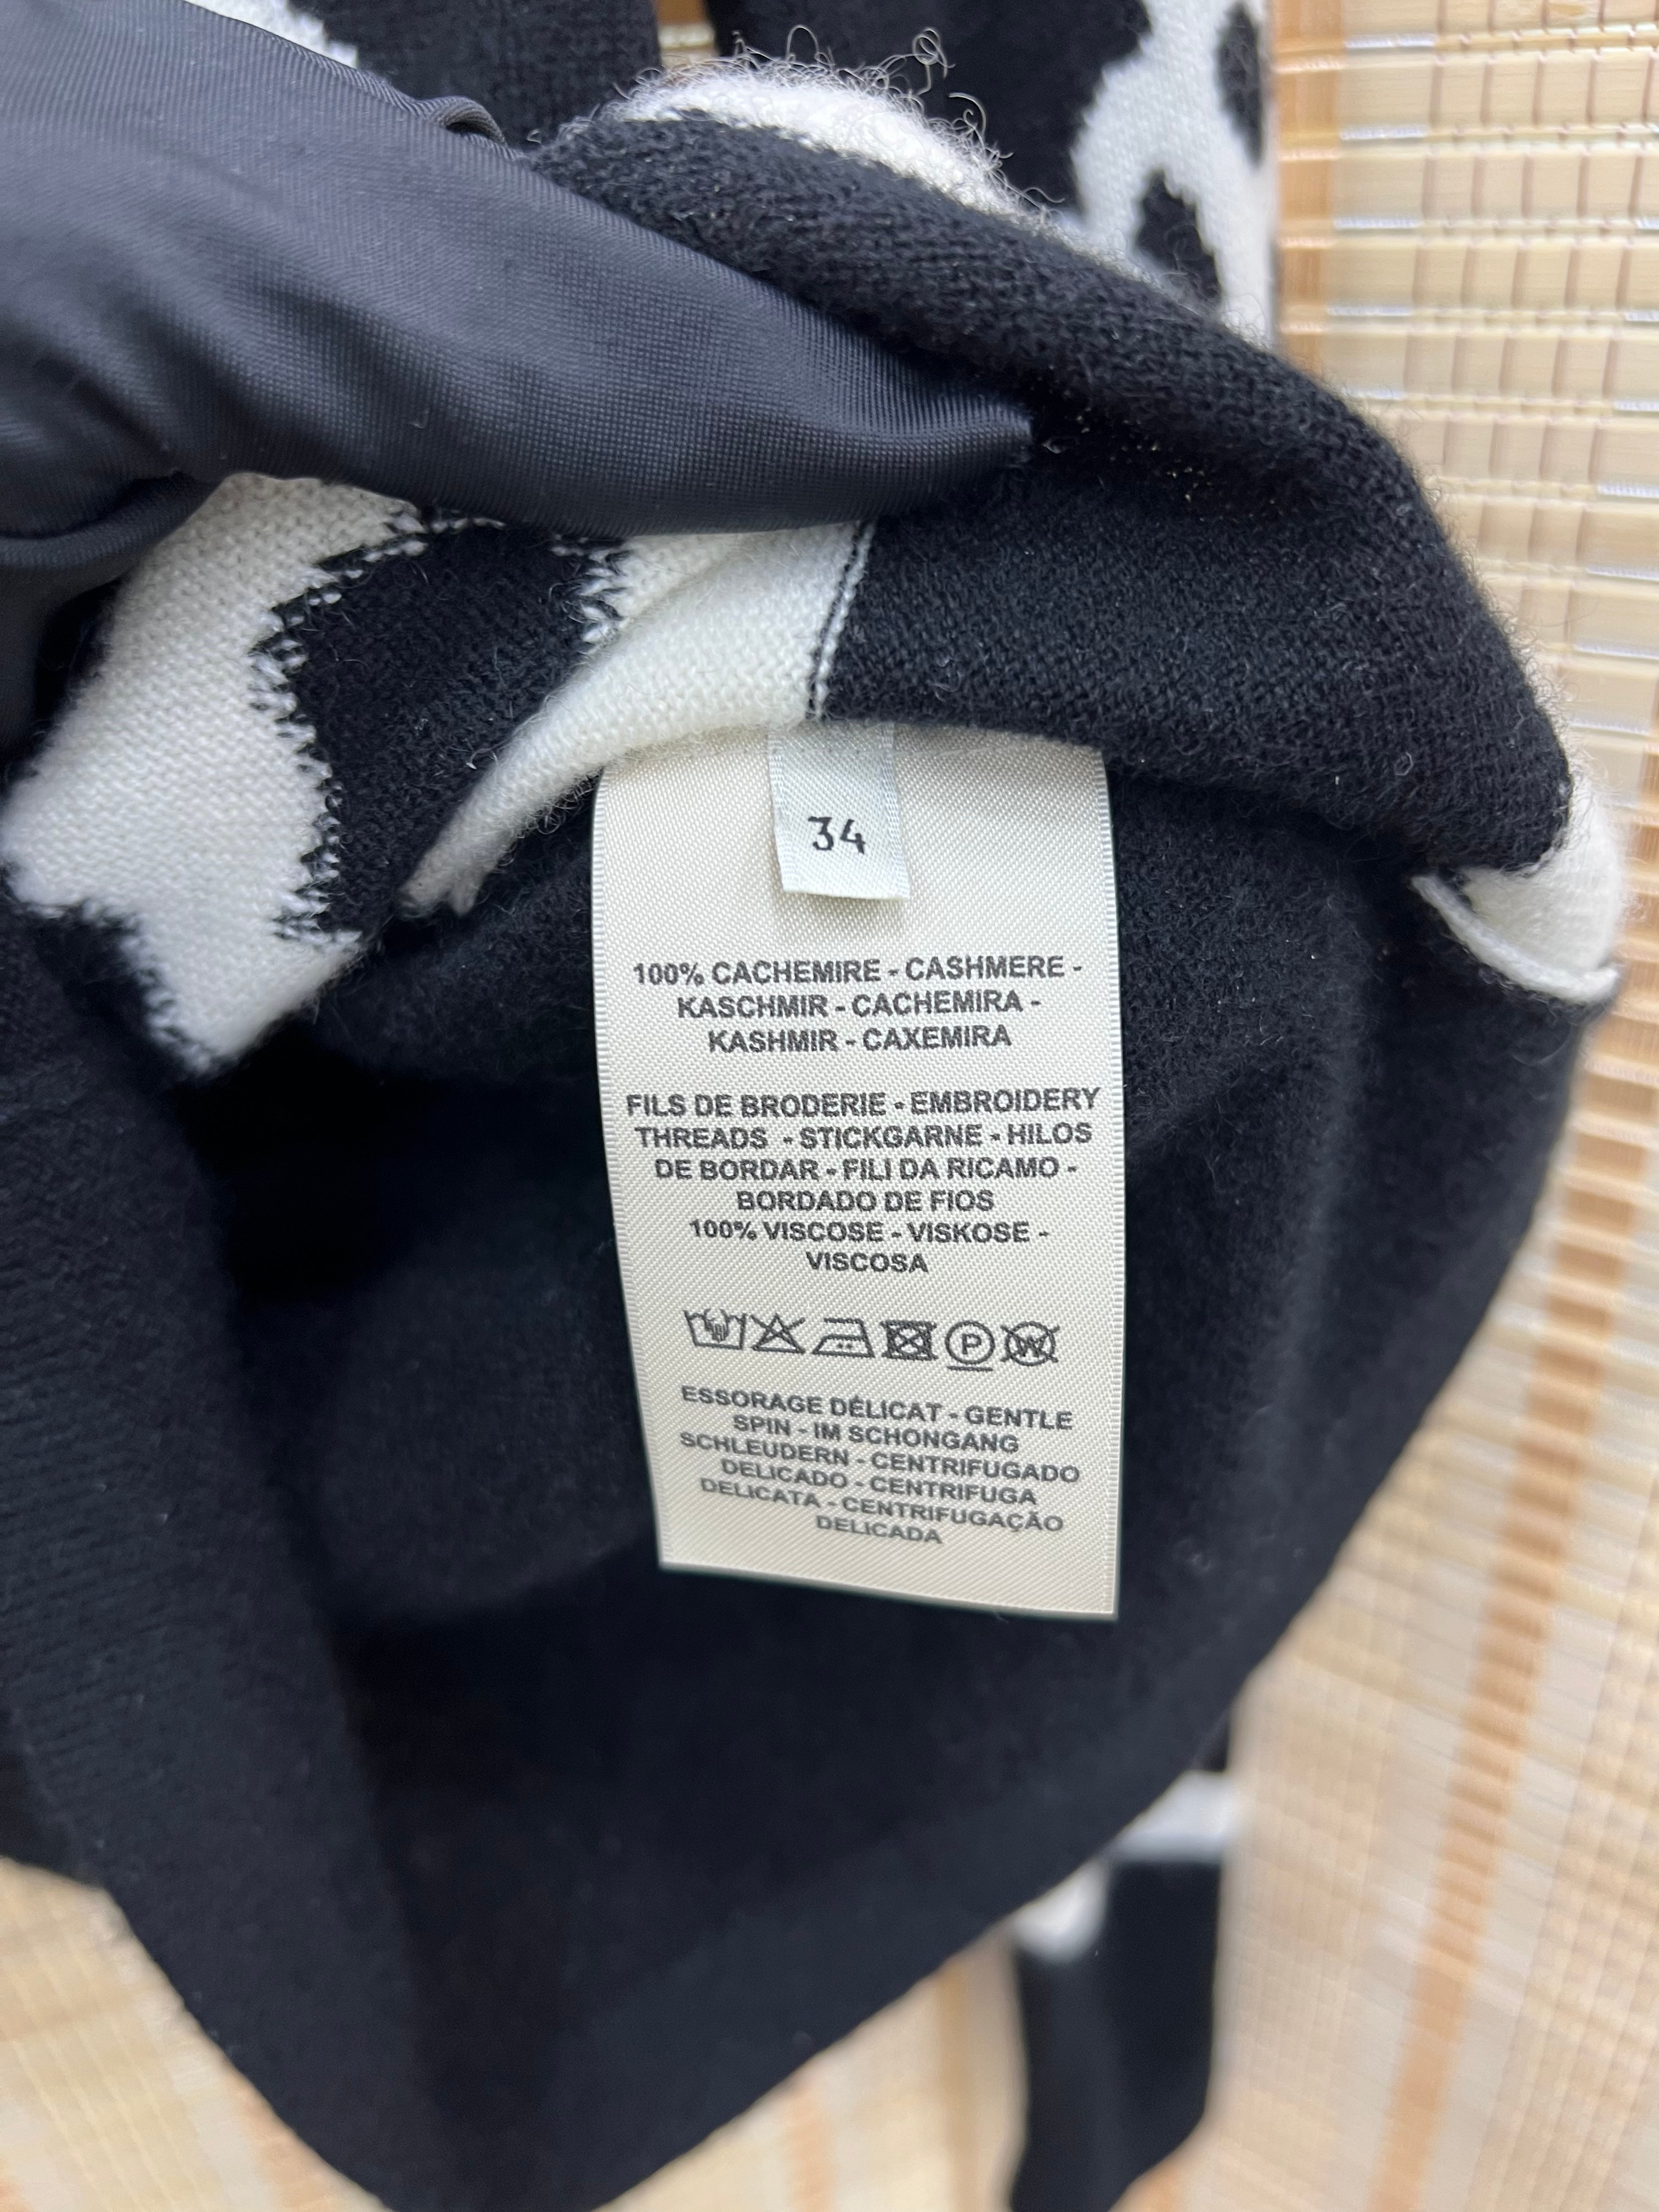 34
100% CACHEMIRE - CASHMERE -
KASCHMIR - CACHEMIRA -
KASHMIR - CAXEMIRA
FILS DE BRODERIE - EMBROIDERY
THREADS - STICKGARNE - HILOS
DE BORDAR - FILI DA RICAMO -
BORDADO DE FIOS
100% VISCOSE - VISKOSE -
VISCOSA
P W
ESSORAGE DÉLICAT - GENTLE
SPIN - IM SCHONGANG
SCHLEUDERN - CENTRIFUGADO
DELICADO - CENTRIFUGA
DELICATA - CENTRIFUGAÇÃO
DELICADA